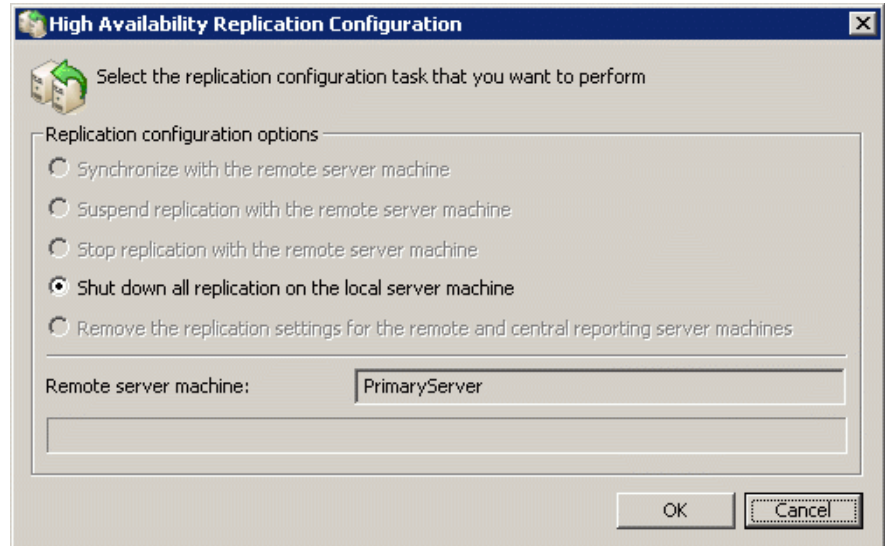 High Availability Replication Configuration
Select the replication configuration task that you want to perform
Replication configuration options
Synchronize with the remote server machine
Suspend replication with the remote server machine
Stop replication with the remote server machine
Shut down all replication on the local server machine
Remove the replication settings for the remote and central reporting server machines
Remote server machine: PrimaryServer
OK Cancel